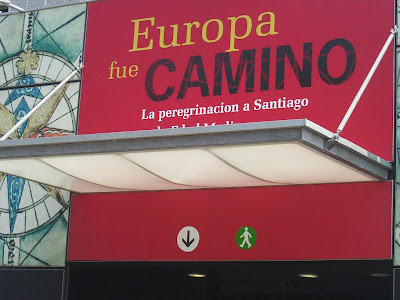 Europa
fue CAMINO
La peregrinacion a Santiago